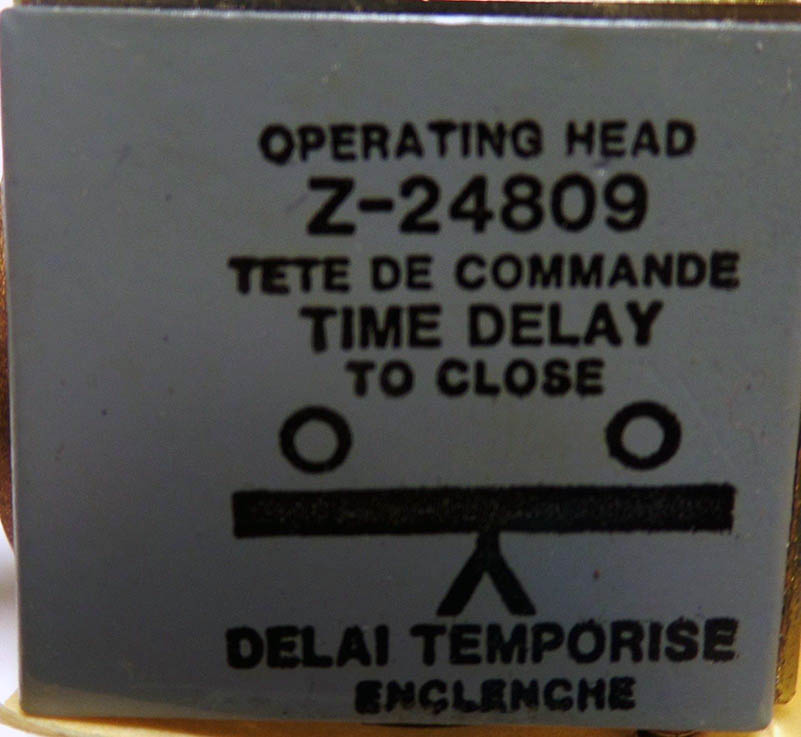 OPERATING HEAD
Z-24809
TETE DE COMMANDE
TIME DELAY
TO CLOSE
DELAI TEMPORISE
ENCLENCHE